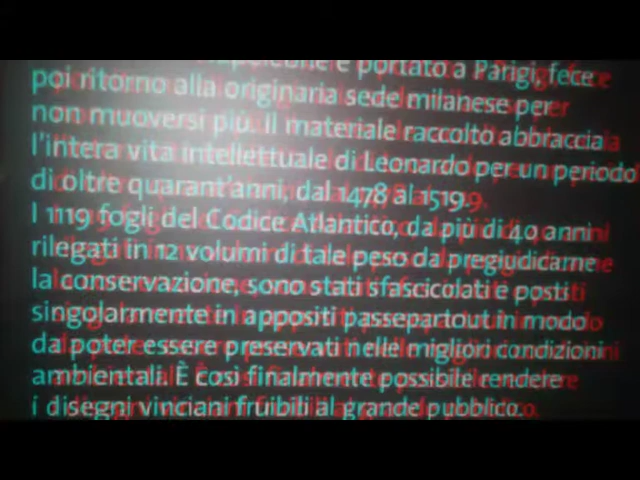 e portato a Parigi, fece
poi ritorno alla originaria sede milanese per
non muoversi più. Il materiale raccolto abbraccia
l'intera vita intellettuale di Leonardo per un periodo
di oltre quarant'anni, dal 1478 al 1519.
I 1119 fogli del Codice Atlantico, da più di 40 anni
rilegati in 12 volumi di tale peso da pregiudicarne
la conservazione, sono stati sfascicolati e posti
singolarmente in appositi passepartout in modo
da poter essere preservati nelle migliori condizioni
ambientali. È così finalmente possibile rendere
i disegni vinciani fruibili al grande pubblico.